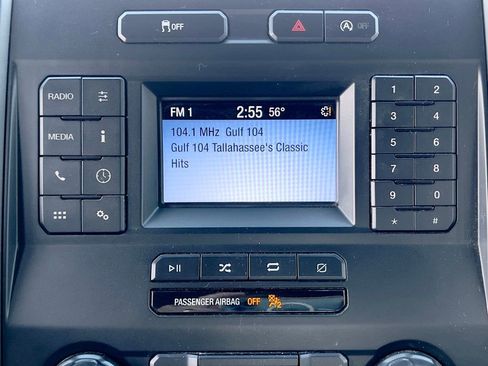 OFF
OFF
RADIO
MEDIA
i
FM 1 2:55 56°
104.1 MHz Gulf 104
Gulf 104 Tallahassee's Classic
Hits
1 2
3 4
5 6
7 8
9 0
* #
PASSENGER AIRBAG OFF